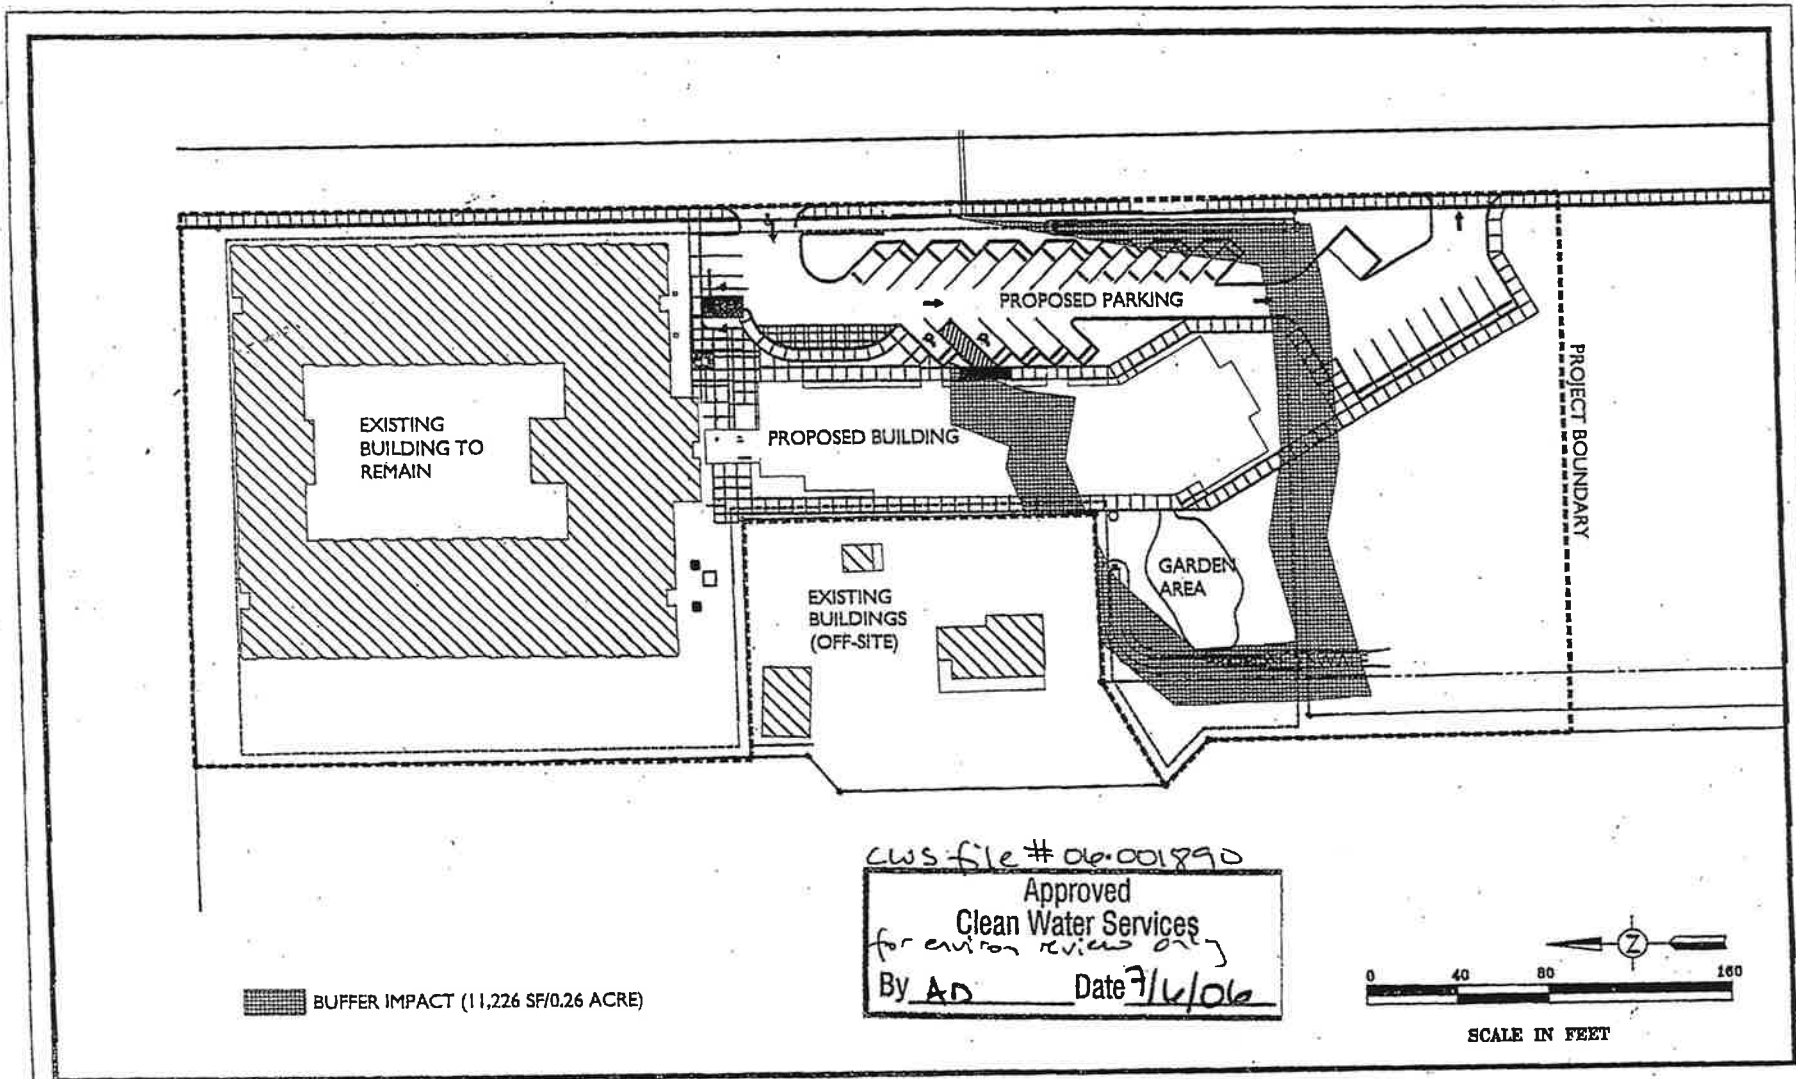 PROPOSED PARKING
EXISTING
BUILDING TO
REMAIN
PROPOSED BUILDING
PROJECT BOUNDARY
GARDEN
AREA
EXISTING
BUILDINGS
(OFF-SITE)
CWS file # 06-001890
Approved
Clean Water Services
for environ review only
By AD Date 7/6/06
BUFFER IMPACT (11,226 SF/0.26 ACRE)
Z
0 40 80 160
SCALE IN FEET